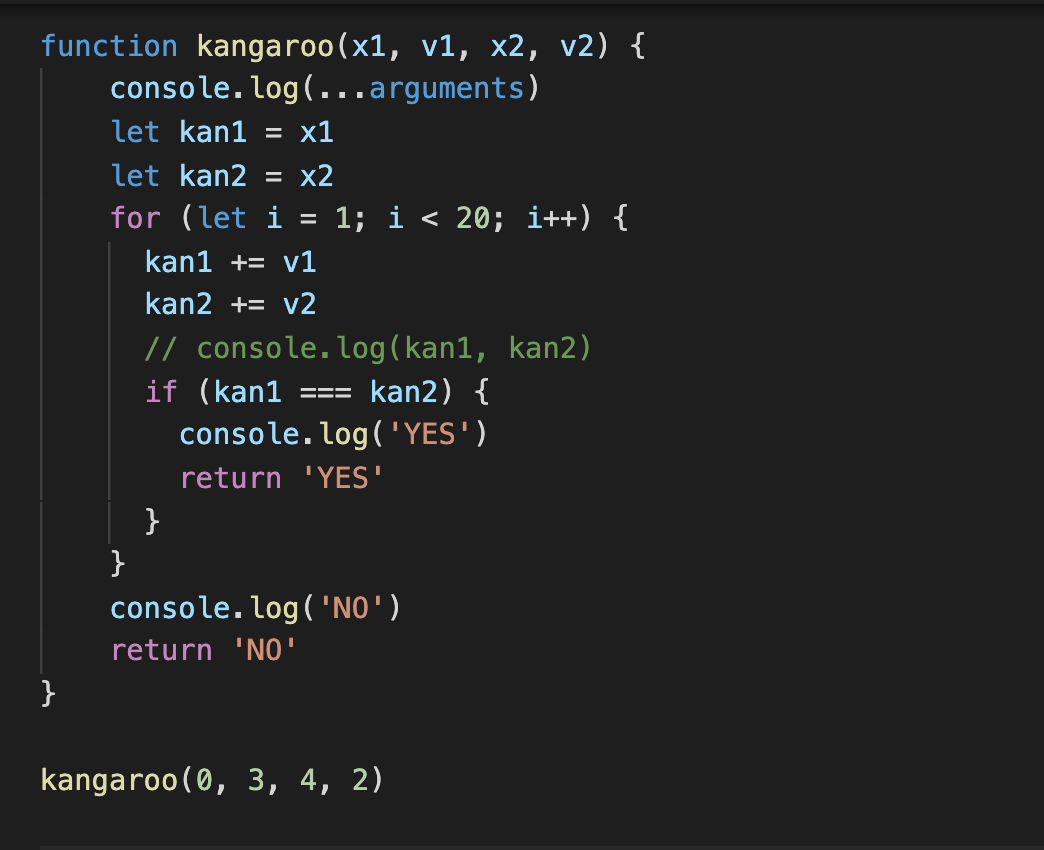 function kangaroo(x1, v1, x2, v2) {
    console.log(...arguments)
    let kan1 = x1
    let kan2 = x2
    for (let i = 1; i < 20; i++) {
      kan1 += v1
      kan2 += v2
      // console.log(kan1, kan2)
      if (kan1 === kan2) {
        console.log('YES')
        return 'YES'
      }
    }
    console.log('NO')
    return 'NO'
}

kangaroo(0, 3, 4, 2)